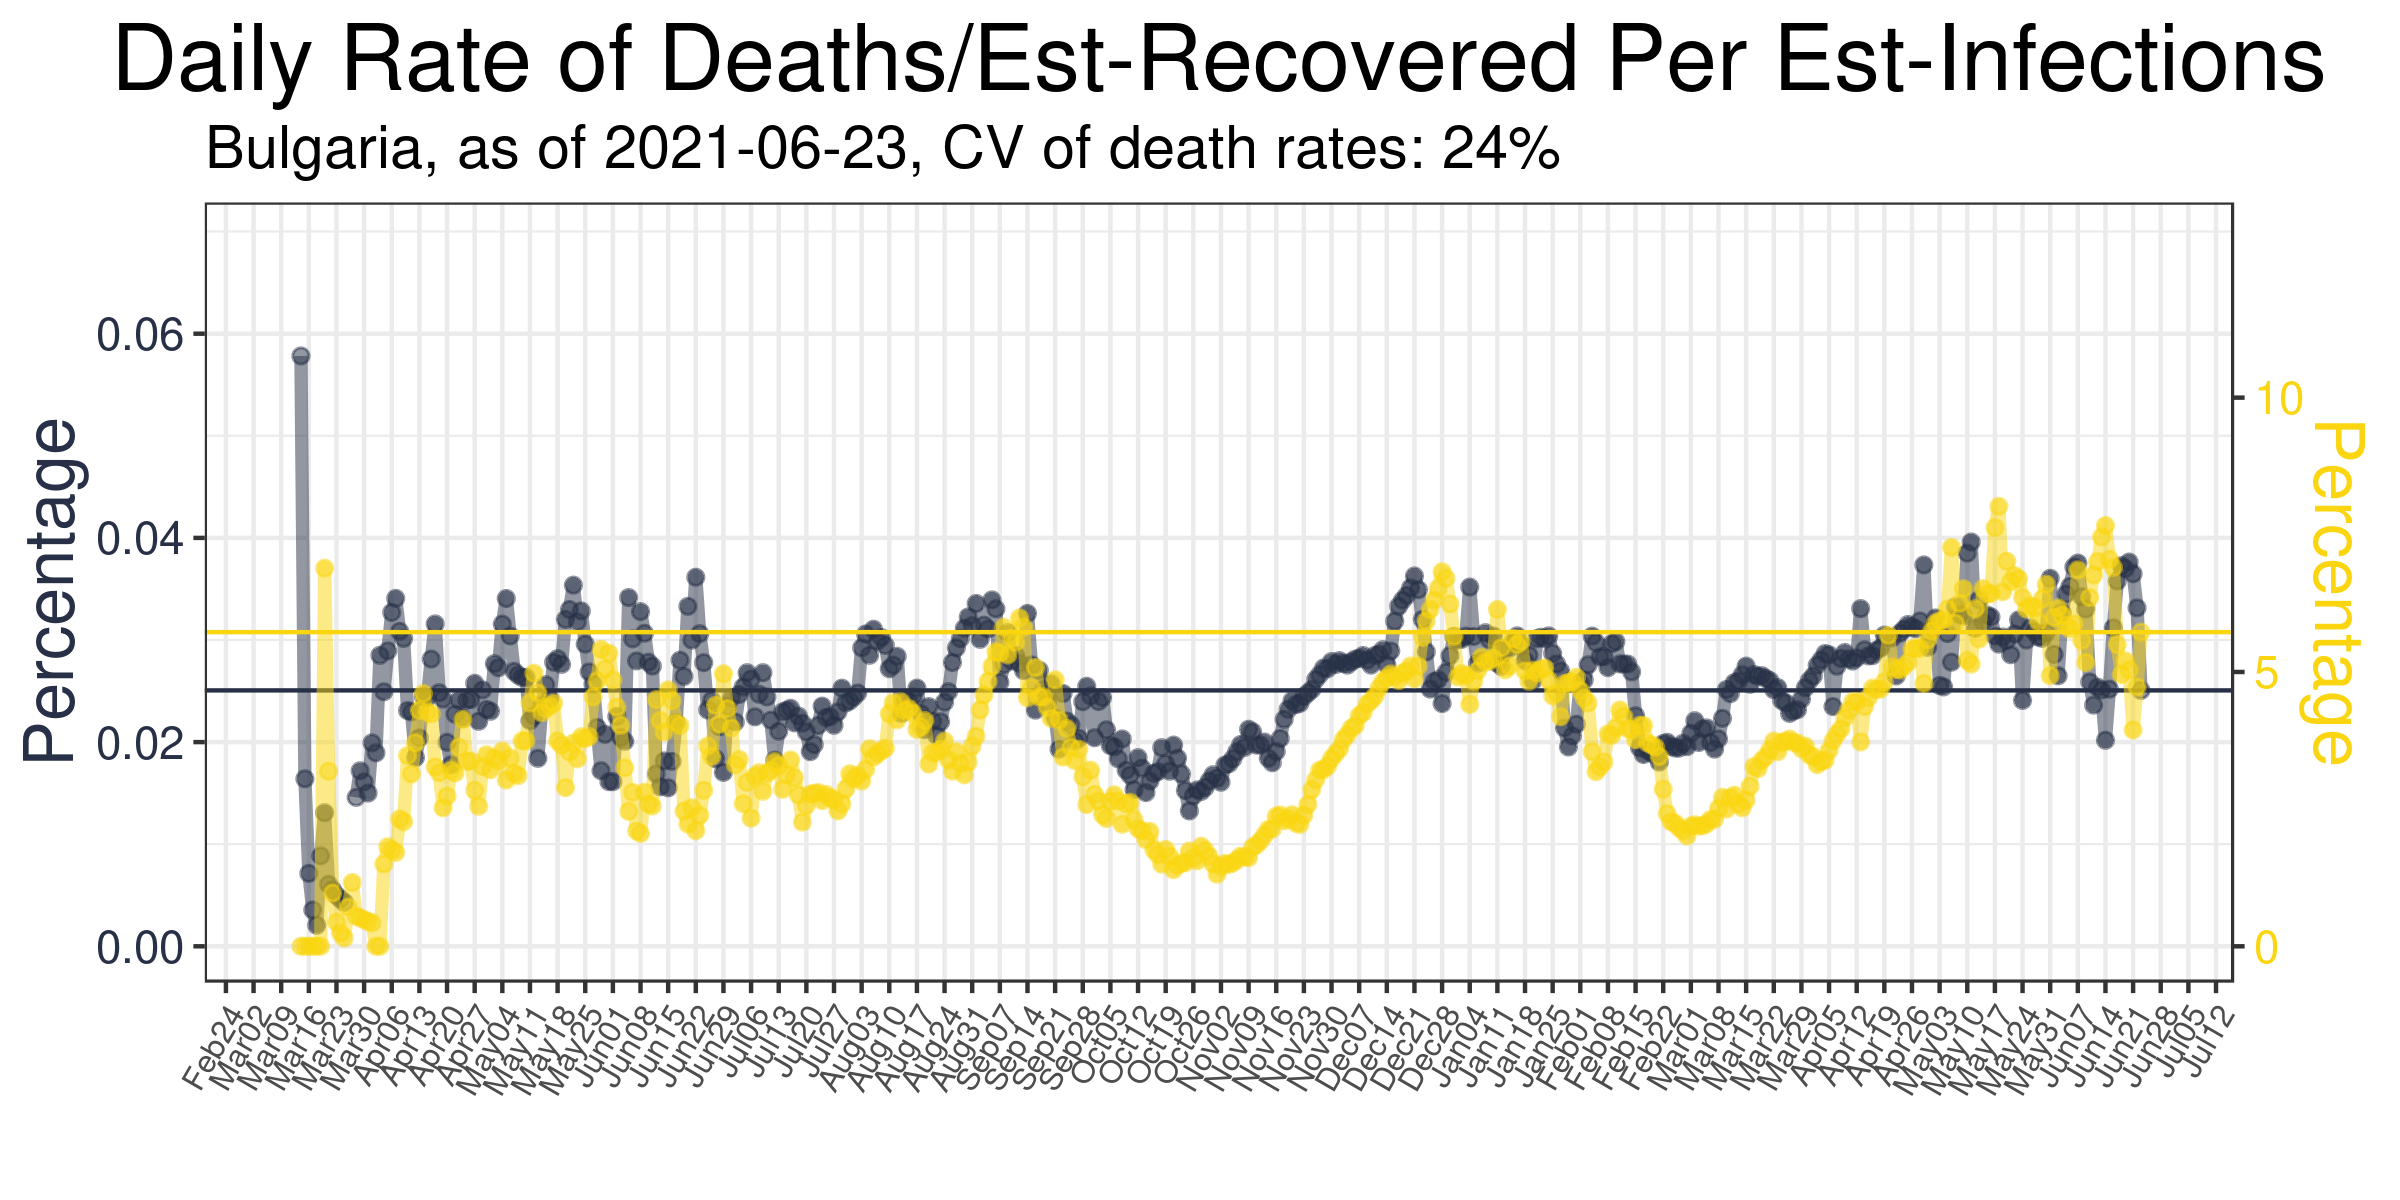 Daily Rate of Deaths/Est-Recovered Per Est-Infections
Bulgaria, as of 2021-06-23, CV of death rates: 24%
Percentage
0.06
0.04
0.02
0.00
10
5
0
Percentage
Feb24
Mar02
Mar09
Mar16
Mar23
Mar30
Apr06
Apr13
Apr20
Apr27
May04
May11
May18
May25
Jun01
Jun08
Jun15
Jun22
Jun29
Jul06
Jul13
Jul20
Jul27
Aug03
Aug10
Aug17
Aug24
Aug31
Sep07
Sep14
Sep21
Sep28
Oct05
Oct12
Oct19
Oct26
Nov02
Nov09
Nov16
Nov23
Nov30
Dec07
Dec14
Dec21
Dec28
Jan04
Jan11
Jan18
Jan25
Feb01
Feb08
Feb15
Feb22
Mar01
Mar08
Mar15
Mar22
Mar29
Apr05
Apr12
Apr19
Apr26
May03
May10
May17
May24
May31
Jun07
Jun14
Jun21
Jun28
Jul05
Jul12